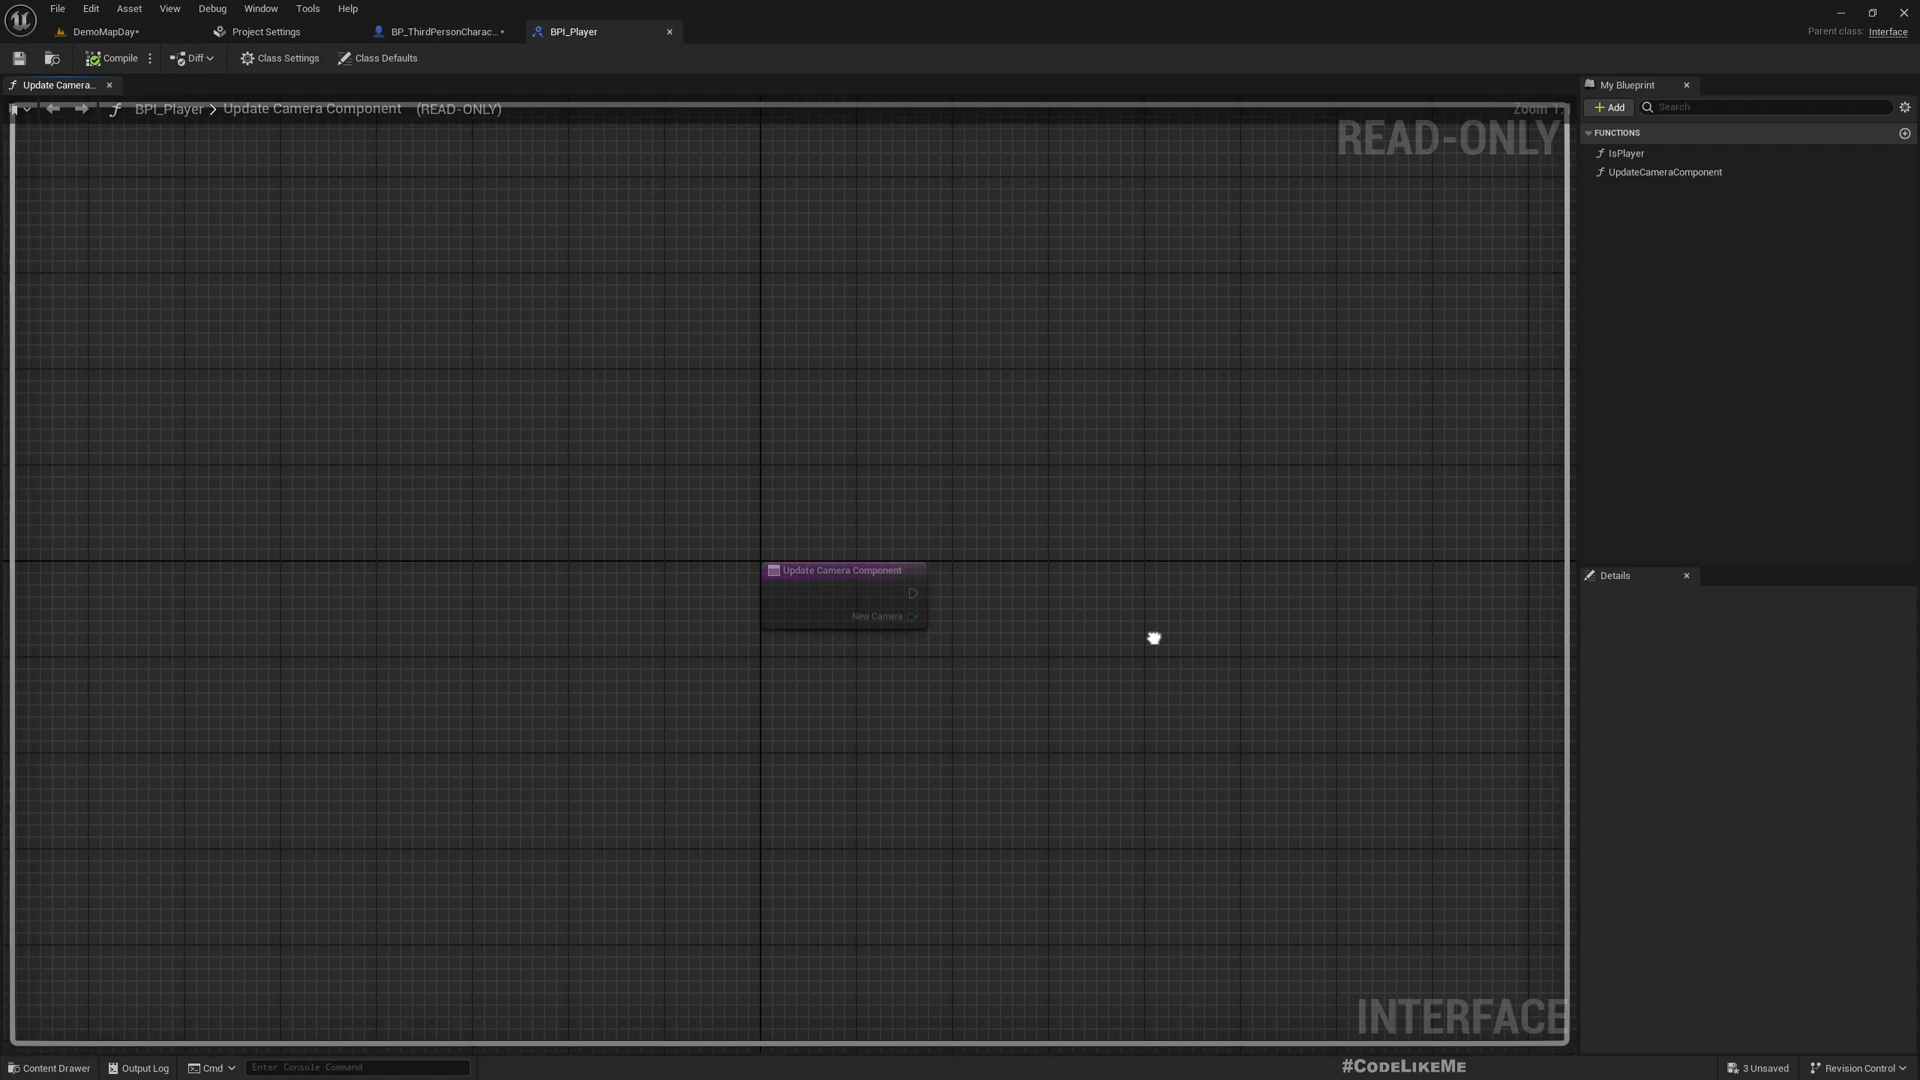 File Edit Asset View Debug Window Tools Help
DemoMapDay*
Project Settings
BP_ThirdPersonCharac...*
BPI_Player
Parent class: Interface
Compile
Diff
Class Settings
Class Defaults
Update Camera...
BPI_Player > Update Camera Component (READ-ONLY)
READ-ONLY
Update Camera Component
New Camera
INTERFACE
My Blueprint
Add
Search
FUNCTIONS
IsPlayer
UpdateCameraComponent
Details
Content Drawer
Output Log
Cmd
Enter Console Command
#CodeLikeMe
3 Unsaved
Revision Control